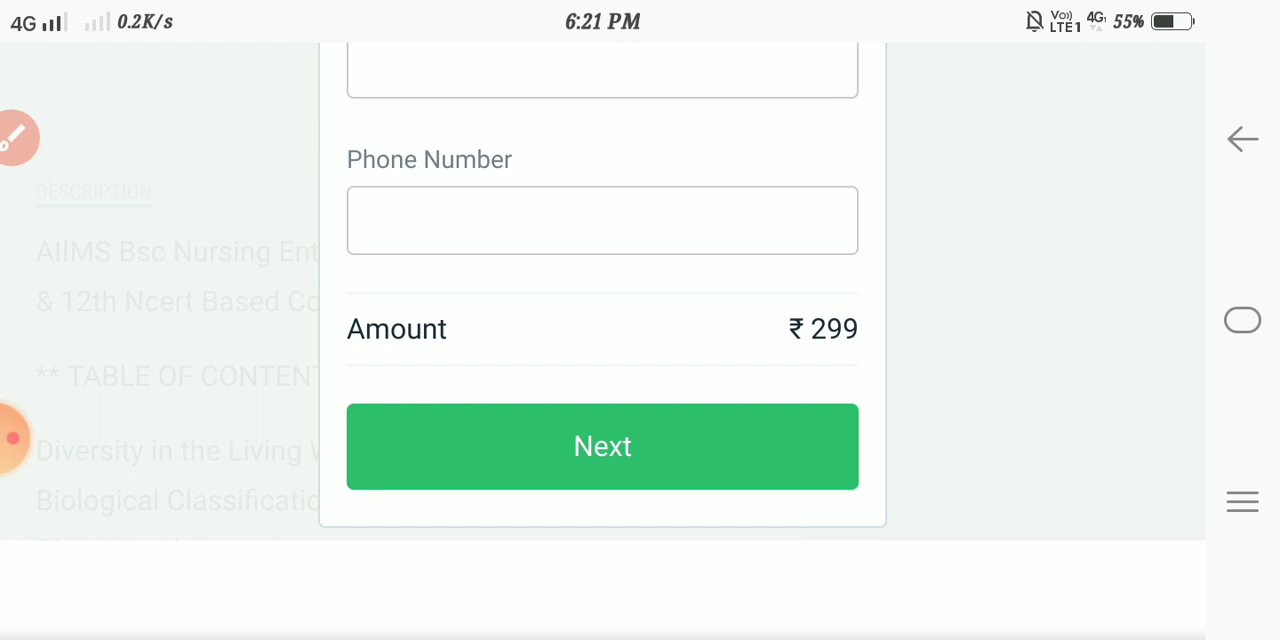 4G 0.2K/s 6:21 PM Vo) LTE1 4G 55%
Phone Number
DESCRIPTION
AIIMS Bsc Nursing Ent
& 12th Ncert Based Co
Amount ₹ 299
** TABLE OF CONTENT
Next
Diversity in the Living W
Biological Classificatic